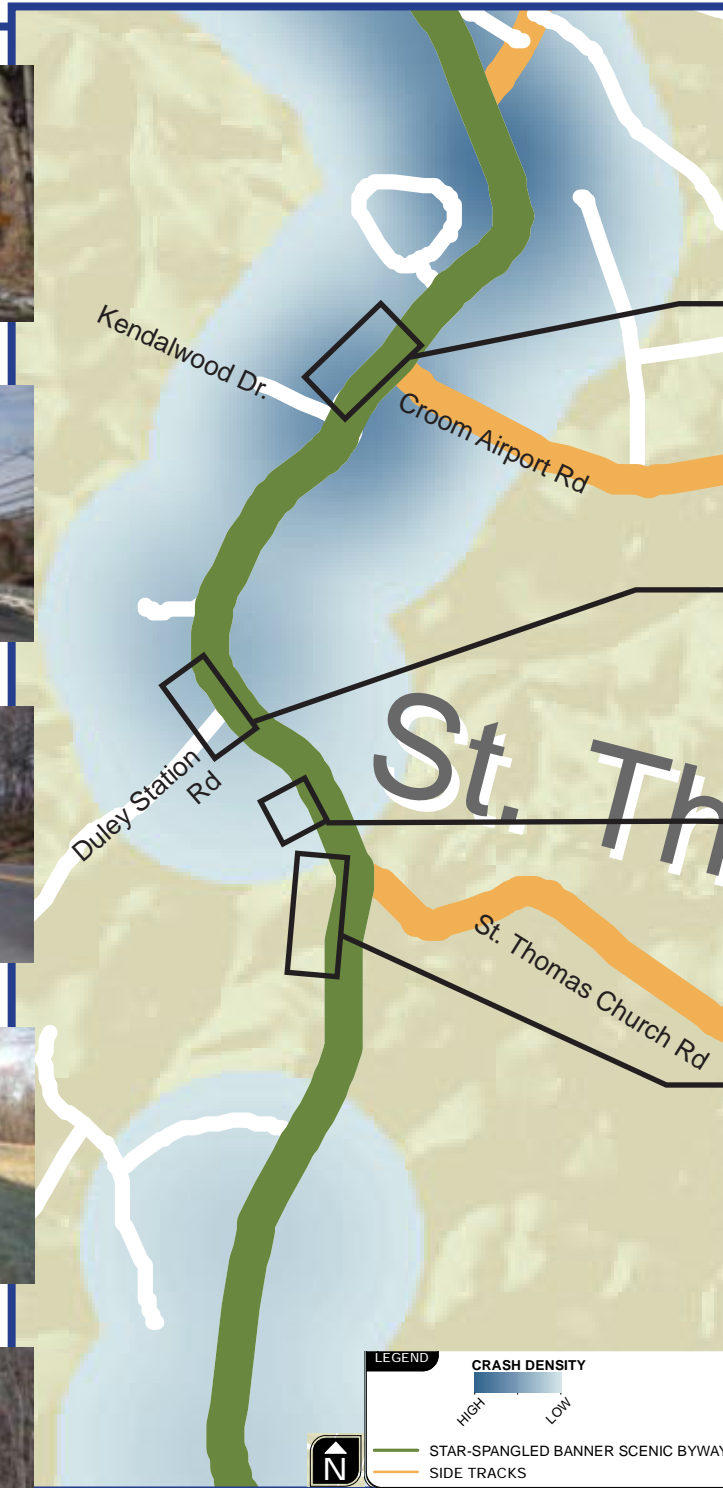 Kendalwood Dr.
Croom Airport Rd
St. Th
Duley Station
Rd
St. Thomas Church Rd
LEGEND
CRASH DENSITY
HIGH
LOW
N
STAR-SPANGLED BANNER SCENIC BYWAY
SIDE TRACKS